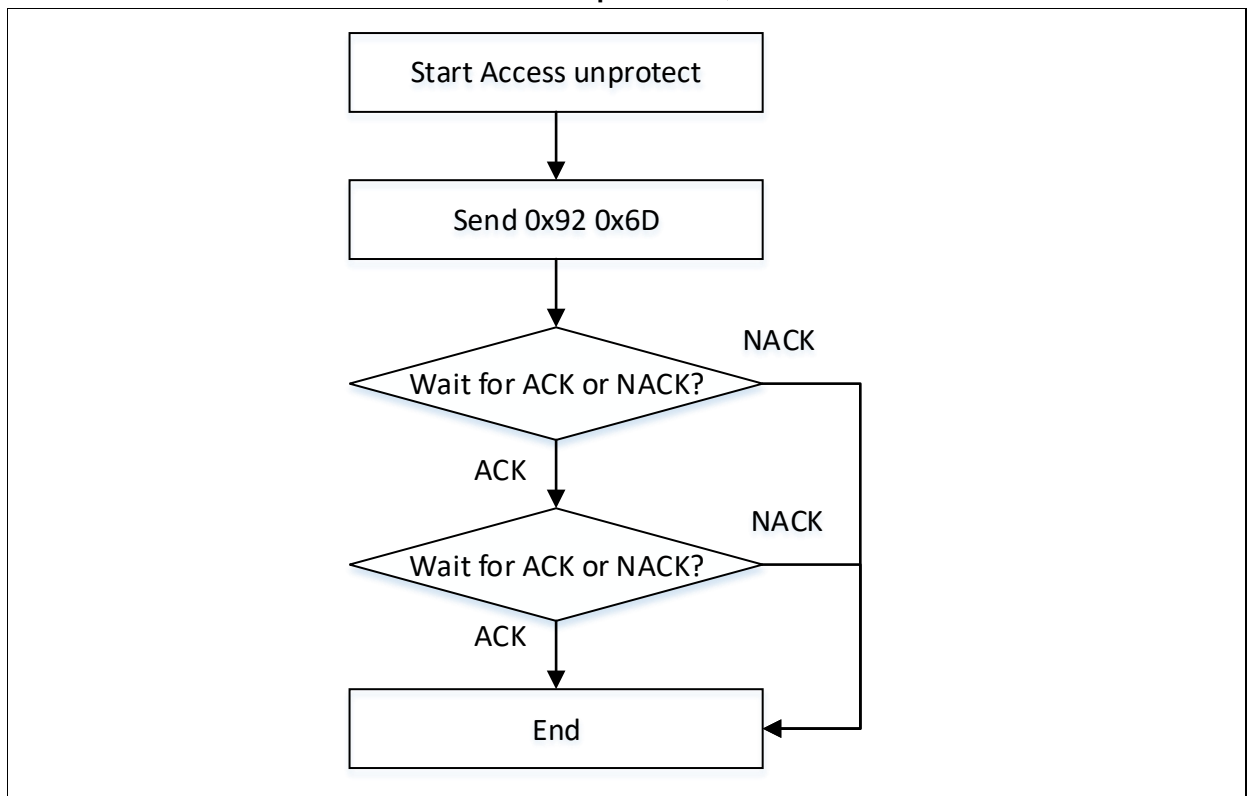 Start Access unprotect
Send 0x92 0x6D
NACK
Wait for ACK or NACK?
ACK
NACK
Wait for ACK or NACK?
ACK
End